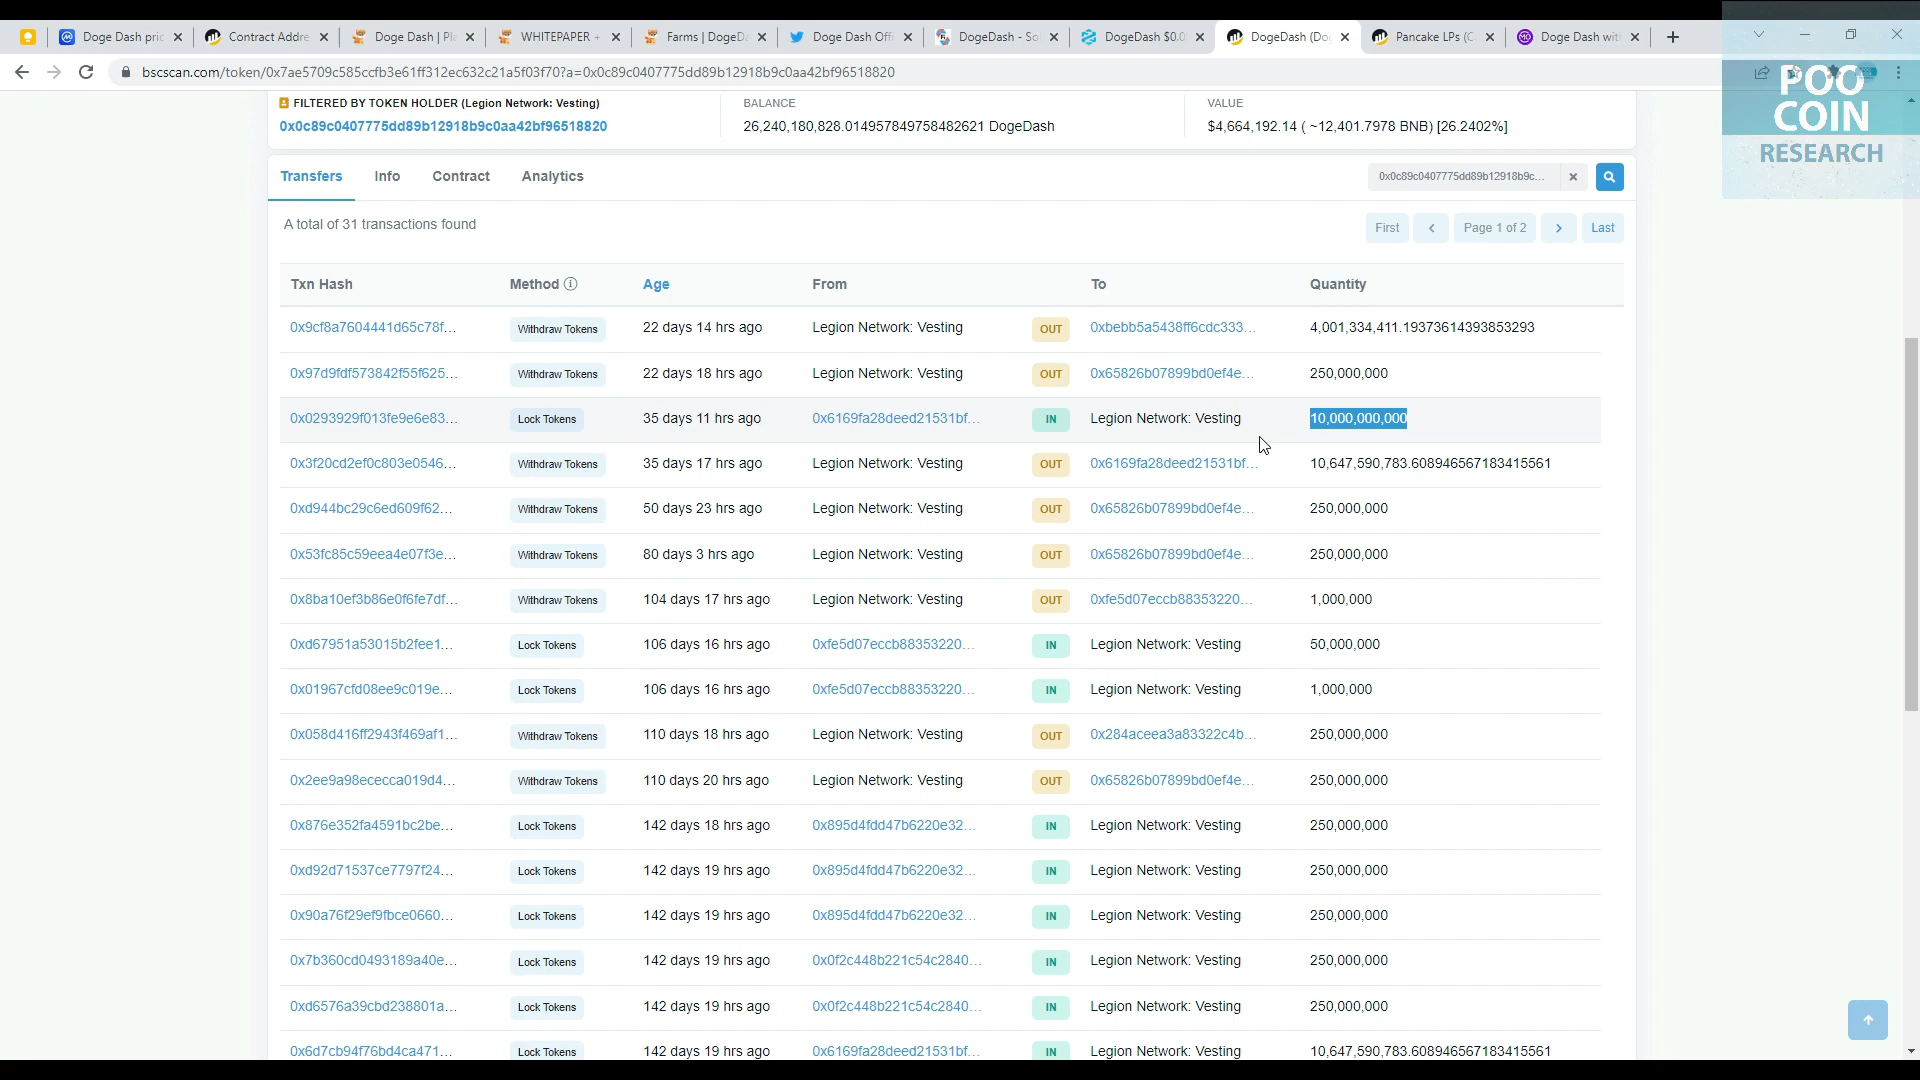 Doge Dash pric
Contract Addre
Doge Dash | Pla
WHITEPAPER -
Farms | DogeDa
Doge Dash Offi
DogeDash - So
DogeDash $0.0
DogeDash (Do
Pancake LPs (C
Doge Dash with
bscscan.com/token/0x7ae5709c585ccfb3e61ff312ec632c21a5f03f70?a=0x0c89c0407775dd89b12918b9c0aa42bf96518820
POO
COIN
RESEARCH
FILTERED BY TOKEN HOLDER (Legion Network: Vesting)
0x0c89c0407775dd89b12918b9c0aa42bf96518820
BALANCE
26,240,180,828.014957849758482621 DogeDash
VALUE
$4,664,192.14 ( ~12,401.7978 BNB) [26.2402%]
Transfers Info Contract Analytics
0x0c89c0407775dd89b12918b9c...
A total of 31 transactions found
First Page 1 of 2 Last
Txn Hash Method Age From To Quantity
0x9cf8a7604441d65c78f... Withdraw Tokens 22 days 14 hrs ago Legion Network: Vesting OUT 0xbebb5a5438ff6cdc333... 4,001,334,411.19373614393853293
0x97d9fdf573842f55f625... Withdraw Tokens 22 days 18 hrs ago Legion Network: Vesting OUT 0x65826b07899bd0ef4e... 250,000,000
0x0293929f013fe9e6e83... Lock Tokens 35 days 11 hrs ago 0x6169fa28deed21531bf... IN Legion Network: Vesting 10,000,000,000
0x3f20cd2ef0c803e0546... Withdraw Tokens 35 days 17 hrs ago Legion Network: Vesting OUT 0x6169fa28deed21531bf... 10,647,590,783.608946567183415561
0xd944bc29c6ed609f62... Withdraw Tokens 50 days 23 hrs ago Legion Network: Vesting OUT 0x65826b07899bd0ef4e... 250,000,000
0x53fc85c59eea4e07f3e... Withdraw Tokens 80 days 3 hrs ago Legion Network: Vesting OUT 0x65826b07899bd0ef4e... 250,000,000
0x8ba10ef3b86e0f6fe7df... Withdraw Tokens 104 days 17 hrs ago Legion Network: Vesting OUT 0xfe5d07eccb88353220... 1,000,000
0xd67951a53015b2fee1... Lock Tokens 106 days 16 hrs ago 0xfe5d07eccb88353220... IN Legion Network: Vesting 50,000,000
0x01967cfd08ee9c019e... Lock Tokens 106 days 16 hrs ago 0xfe5d07eccb88353220... IN Legion Network: Vesting 1,000,000
0x058d416ff2943f469af1... Withdraw Tokens 110 days 18 hrs ago Legion Network: Vesting OUT 0x284aceea3a83322c4b... 250,000,000
0x2ee9a98ececca019d4... Withdraw Tokens 110 days 20 hrs ago Legion Network: Vesting OUT 0x65826b07899bd0ef4e... 250,000,000
0x876e352fa4591bc2be... Lock Tokens 142 days 18 hrs ago 0x895d4fdd47b6220e32... IN Legion Network: Vesting 250,000,000
0xd92d71537ce7797f24... Lock Tokens 142 days 19 hrs ago 0x895d4fdd47b6220e32... IN Legion Network: Vesting 250,000,000
0x90a76f29ef9fbce0660... Lock Tokens 142 days 19 hrs ago 0x895d4fdd47b6220e32... IN Legion Network: Vesting 250,000,000
0x7b360cd0493189a40e... Lock Tokens 142 days 19 hrs ago 0x0f2c448b221c54c2840... IN Legion Network: Vesting 250,000,000
0xd6576a39cbd238801a... Lock Tokens 142 days 19 hrs ago 0x0f2c448b221c54c2840... IN Legion Network: Vesting 250,000,000
0x6d7cb94f76bd4ca471... Lock Tokens 142 days 19 hrs ago 0x6169fa28deed21531bf... IN Legion Network: Vesting 10,647,590,783.608946567183415561